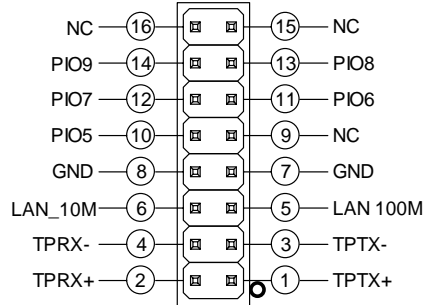 NC 16 15 NC
PIO9 14 13 PIO8
PIO7 12 11 PIO6
PIO5 10 9 NC
GND 8 7 GND
LAN_10M 6 5 LAN 100M
TPRX- 4 3 TPTX-
TPRX+ 2 1 TPTX+